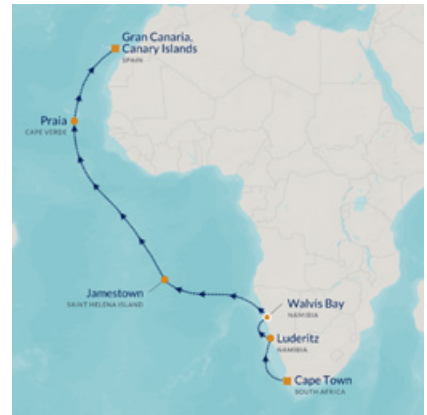 Gran Canaria,
Canary Islands
SPAIN
Praia
CAPE VERDE
Jamestown
SAINT HELENA ISLAND
Walvis Bay
NAMIBIA
Luderitz
NAMIBIA
Cape Town
SOUTH AFRICA